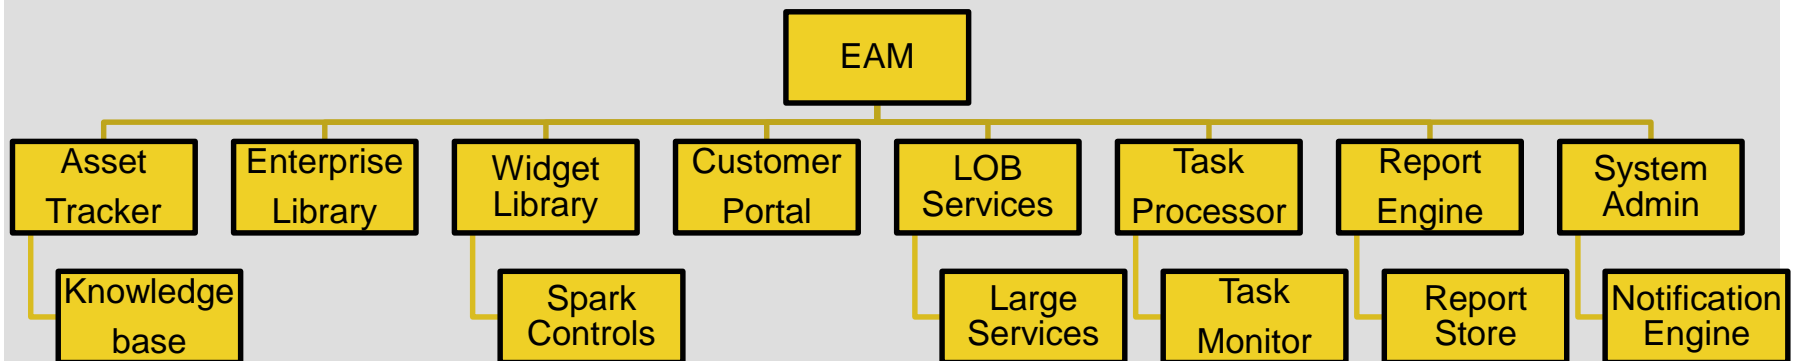 EAM
Asset
Tracker
Enterprise
Library
Widget
Library
Customer
Portal
LOB
Services
Task
Processor
Report
Engine
System
Admin
Knowledge
base
Spark
Controls
Large
Services
Task
Monitor
Report
Store
Notification
Engine